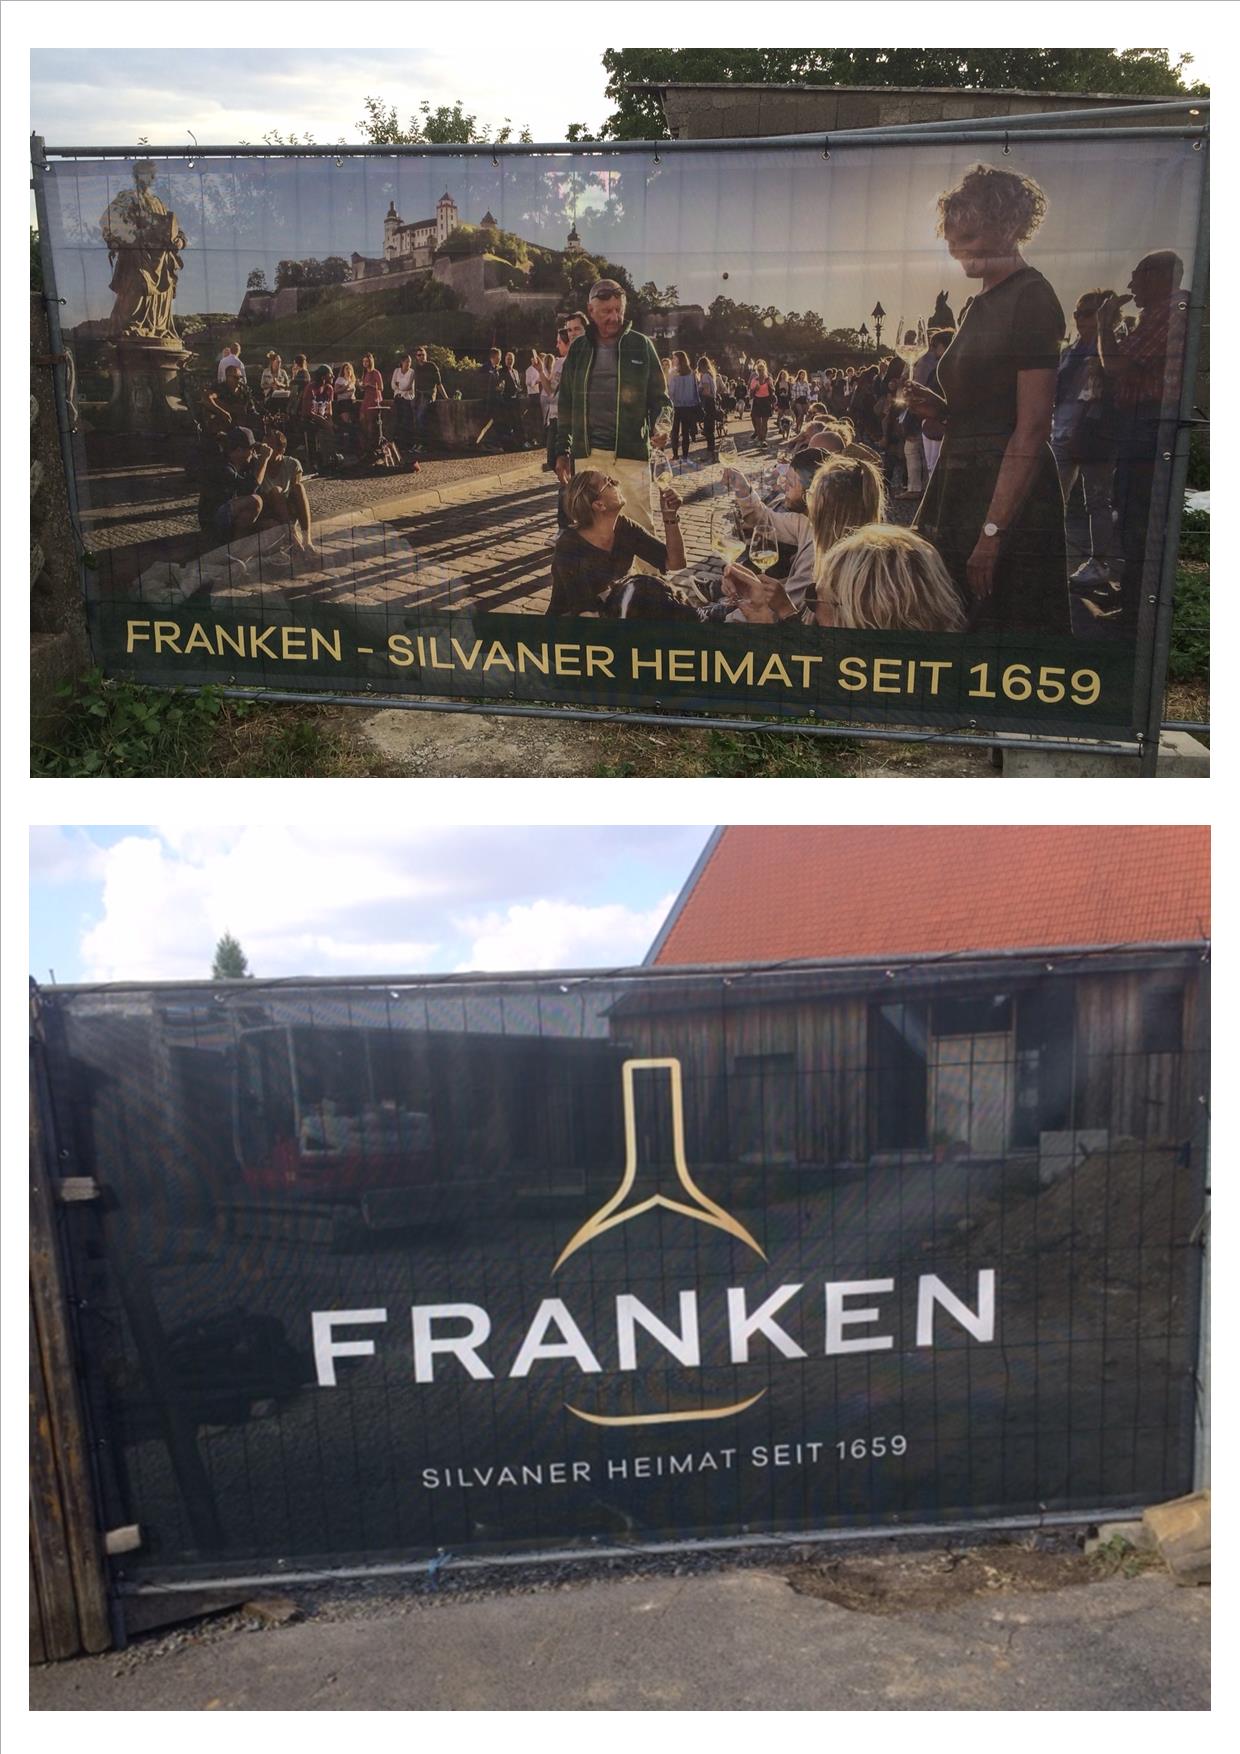 FRANKEN - SILVANER HEIMAT SEIT 1659
FRANKEN
SILVANER HEIMAT SEIT 1659